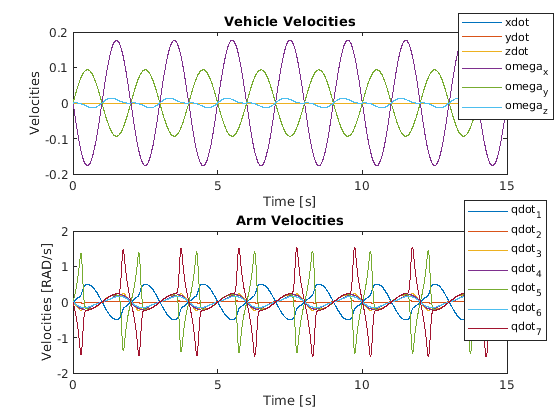 Vehicle Velocities
0.2
0.1
0
-0.1
-0.2
Velocities
0 5 10 15
Time [s]
xdot
ydot
zdot
omega_x
omega_y
omega_z
Arm Velocities
2
1
0
-1
-2
Velocities [RAD/s]
0 5 10 15
Time [s]
qdot_1
qdot_2
qdot_3
qdot_4
qdot_5
qdot_6
qdot_7